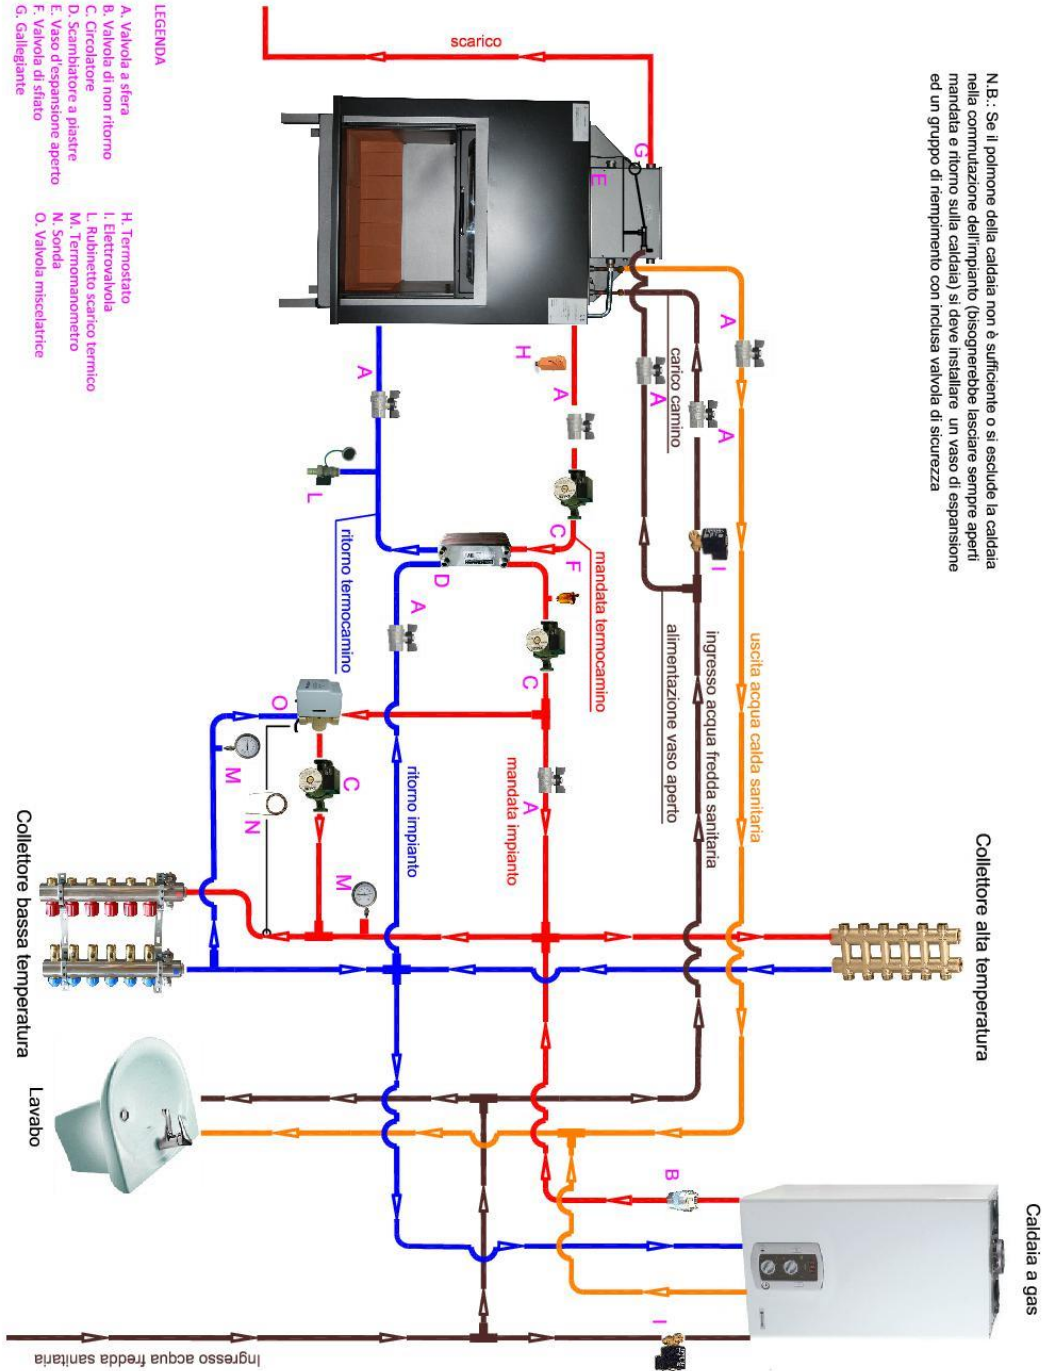 N.B.: Se il polmone della caldaia non è sufficiente o si esclude la caldaia
nella commutazione dell'impianto (bisognerebbe lasciare sempre aperti
mandata e ritorno sulla caldaia) si deve installare un vaso di espansione
ed un gruppo di riempimento con inclusa valvola di sicurezza
Collettore alta temperatura
Caldaia a gas
scarico
G
E
A
A
A
I
carico camino
uscita acqua calda sanitaria
ingresso acqua fredda sanitaria
alimentazione vaso aperto
H
A
C
F
mandata termocamino
C
A
mandata impianto
B
I
A
L
D
A
ritorno termocamino
ritorno impianto
O
C
M
N
M
Collettore bassa temperatura
Lavabo
Ingresso acqua fredda sanitaria
LEGENDA
A. Valvola a sfera
B. Valvola di non ritorno
C. Circolatore
D. Scambiatore a piastre
E. Vaso d'espansione aperto
F. Valvola di sfiato
G. Gallegiante
H. Termostato
I. Elettrovalvola
L. Rubinetto scarico termico
M. Termomanometro
N. Sonda
O. Valvola miscelatrice